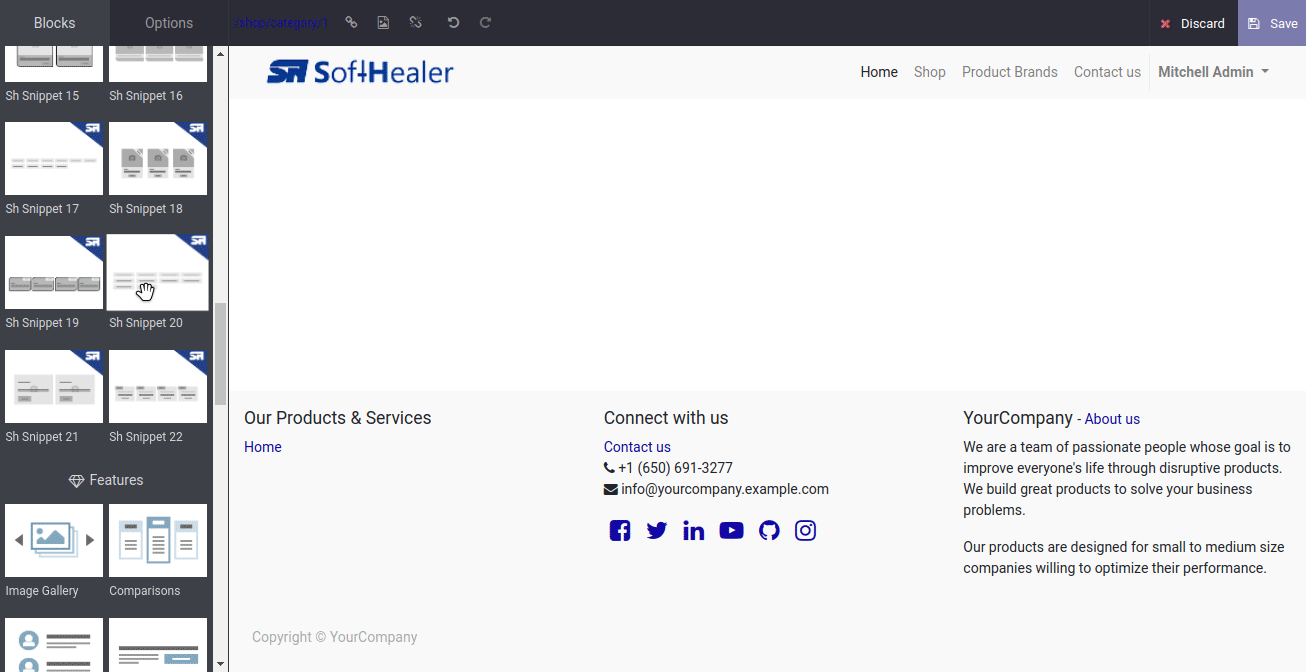 Blocks
Options
/shop/category/1
Discard
Save
Sh Snippet 15
Sh Snippet 16
Sh Snippet 17
Sh Snippet 18
Sh Snippet 19
Sh Snippet 20
Sh Snippet 21
Sh Snippet 22
Features
Image Gallery
Comparisons
SoftHealer
Home
Shop
Product Brands
Contact us
Mitchell Admin
Our Products & Services
Home
Connect with us
Contact us
+1 (650) 691-3277
info@yourcompany.example.com
YourCompany - About us
We are a team of passionate people whose goal is to
improve everyone's life through disruptive products.
We build great products to solve your business
problems.
Our products are designed for small to medium size
companies willing to optimize their performance.
Copyright © YourCompany